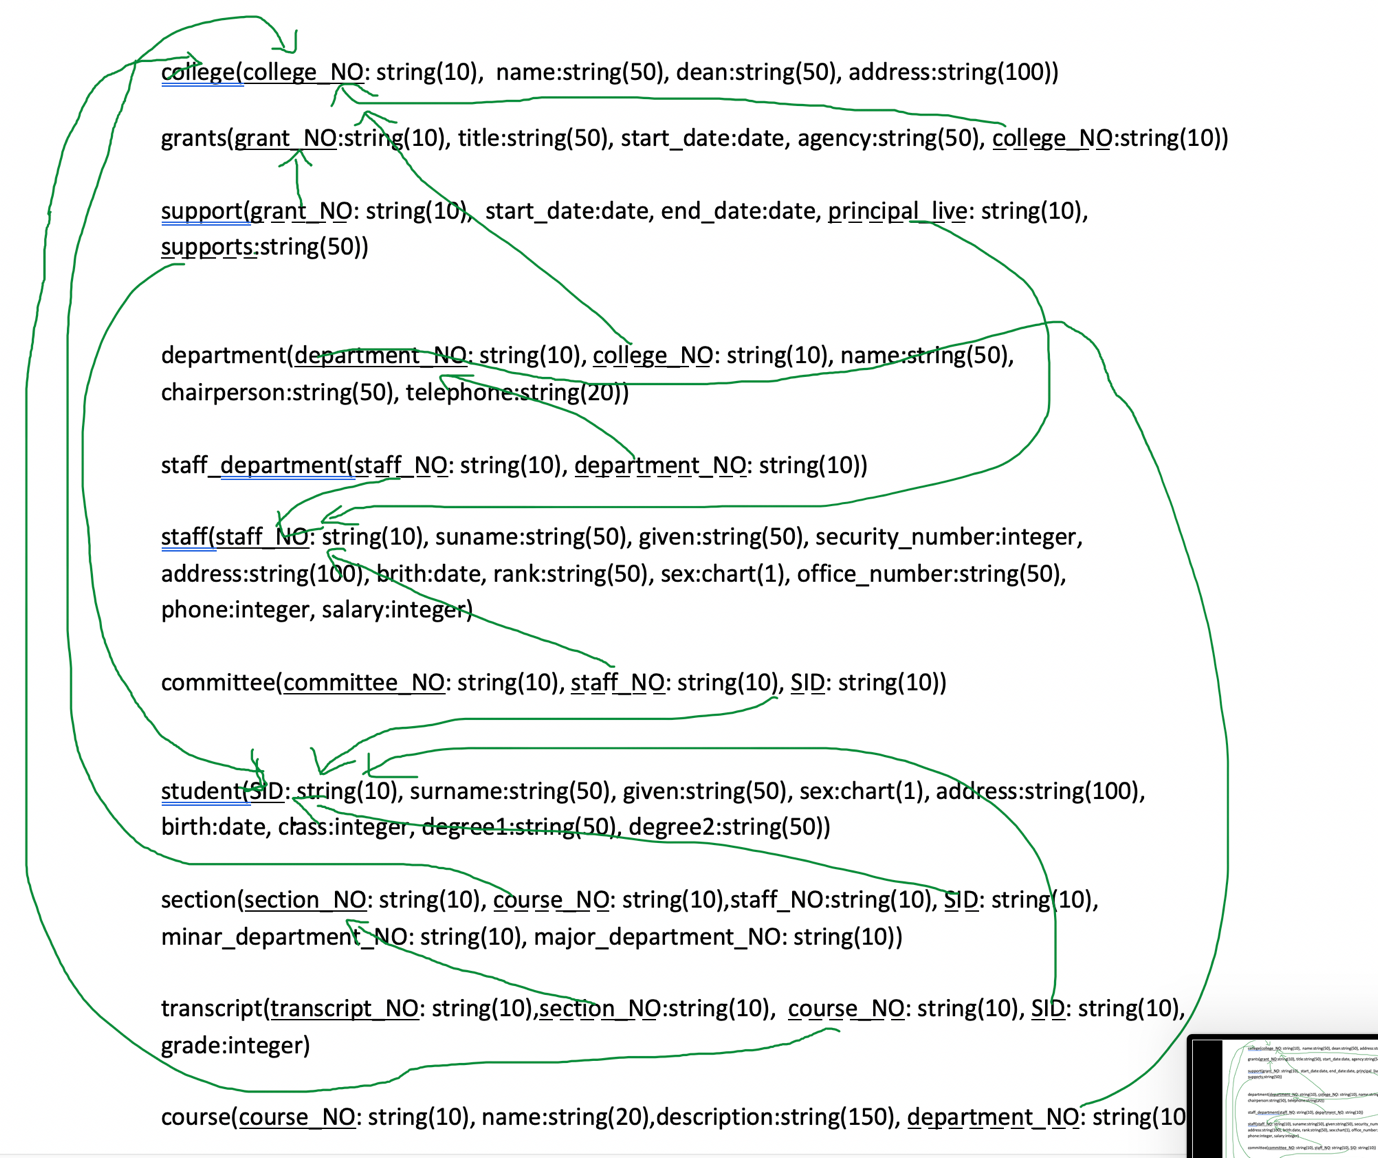 college(college_NO: string(10),  name:string(50), dean:string(50), address:string(100))
grants(grant_NO:string(10), title:string(50), start_date:date, agency:string(50), college_NO:string(10))
support(grant_NO: string(10),  start_date:date, end_date:date, principal_live: string(10),
supports:string(50))
department(department_NO: string(10), college_NO: string(10), name:string(50),
chairperson:string(50), telephone:string(20))
staff_department(staff_NO: string(10), department_NO: string(10))
staff(staff_NO: string(10), suname:string(50), given:string(50), security_number:integer,
address:string(100), brith:date, rank:string(50), sex:chart(1), office_number:string(50),
phone:integer, salary:integer)
committee(committee_NO: string(10), staff_NO: string(10), SID: string(10))
student(SID: string(10), surname:string(50), given:string(50), sex:chart(1), address:string(100),
birth:date, class:integer, degree1:string(50), degree2:string(50))
section(section_NO: string(10), course_NO: string(10),staff_NO:string(10), SID: string(10),
minar_department_NO: string(10), major_department_NO: string(10))
transcript(transcript_NO: string(10),section_NO:string(10),  course_NO: string(10), SID: string(10),
grade:integer)
course(course_NO: string(10), name:string(20),description:string(150), department_NO: string(10